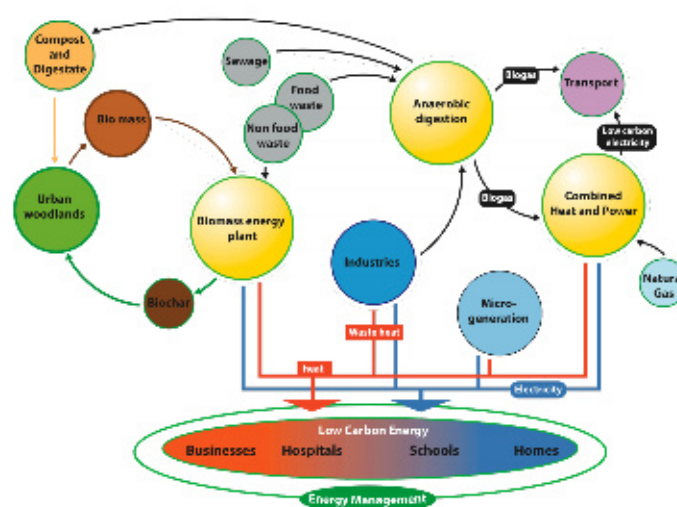 Compost
and
Digestate
Sewage
Food
waste
Non food
waste
Bio mass
Anaerobic
digestion
Biogas
Transport
Low carbon
electricity
Urban
woodlands
Biomass energy
plant
Biogas
Combined
Heat and Power
Industries
Natural
Gas
Biochar
Micro-
generation
Waste heat
heat
Electricity
Low Carbon Energy
Businesses Hospitals Schools Homes
Energy Management